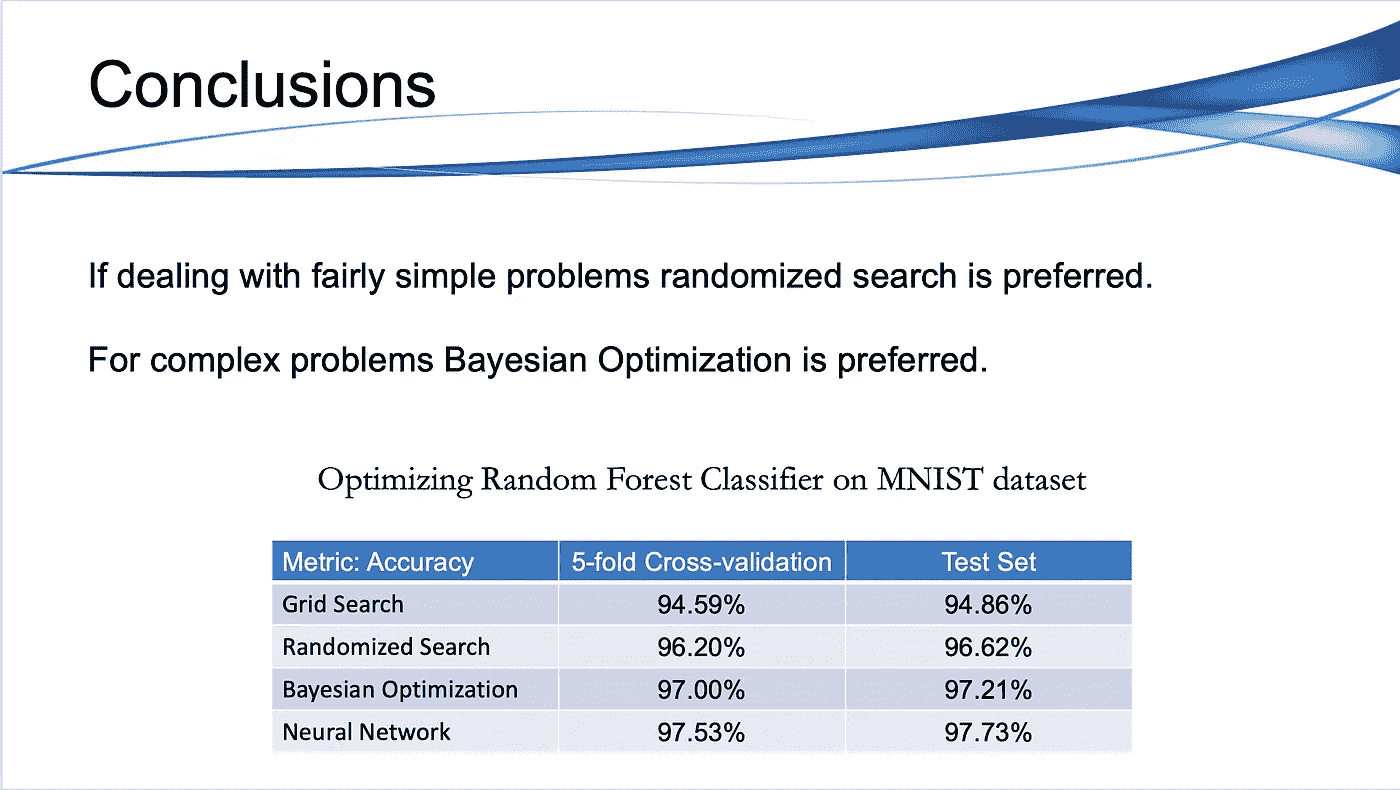 Conclusions
If dealing with fairly simple problems randomized search is preferred.
For complex problems Bayesian Optimization is preferred.
Optimizing Random Forest Classifier on MNIST dataset
Metric: Accuracy 5-fold Cross-validation Test Set
Grid Search 94.59% 94.86%
Randomized Search 96.20% 96.62%
Bayesian Optimization 97.00% 97.21%
Neural Network 97.53% 97.73%